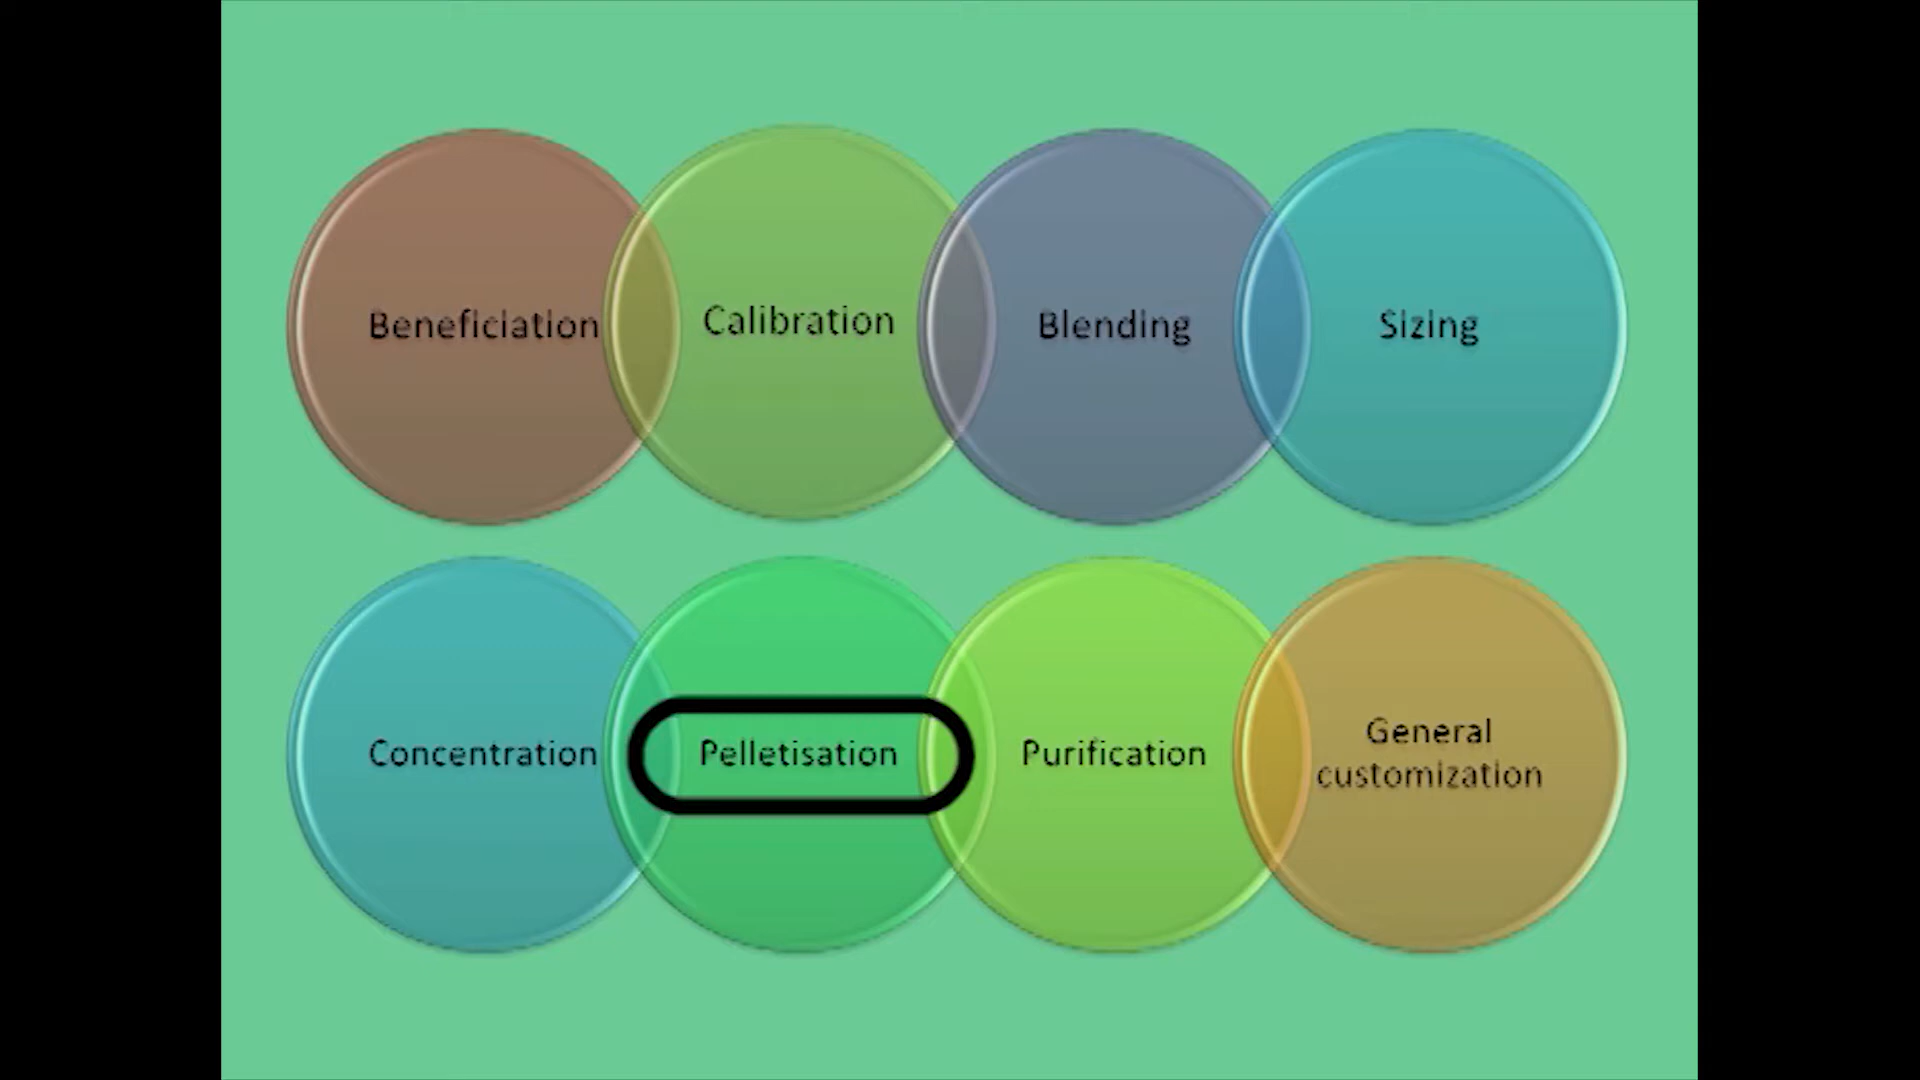 Beneficiation
Calibration
Blending
Sizing
Concentration
Pelletisation
Purification
General
customization